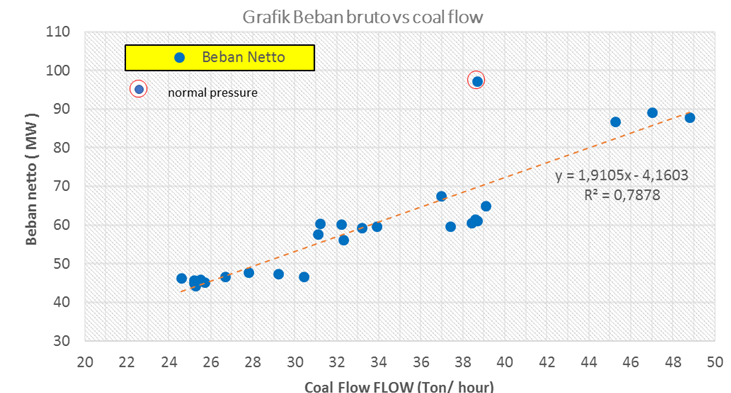 Grafik Beban bruto vs coal flow
110
100
90
80
70
60
50
40
30
Beban netto ( MW )
Beban Netto
normal pressure
y = 1,9105x - 4,1603
R² = 0,7878
20 22 24 26 28 30 32 34 36 38 40 42 44 46 48 50
Coal Flow FLOW (Ton/ hour)